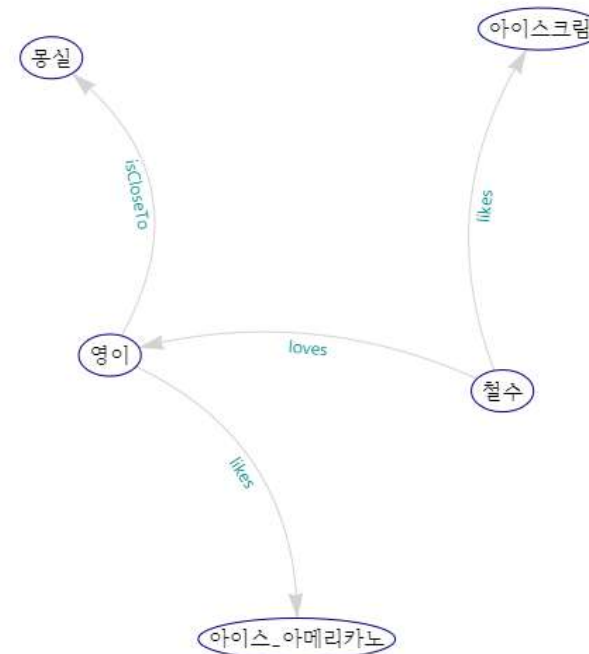 아이스크림
몽실
isCloseTo
likes
영이
loves
철수
likes
아이스_아메리카노